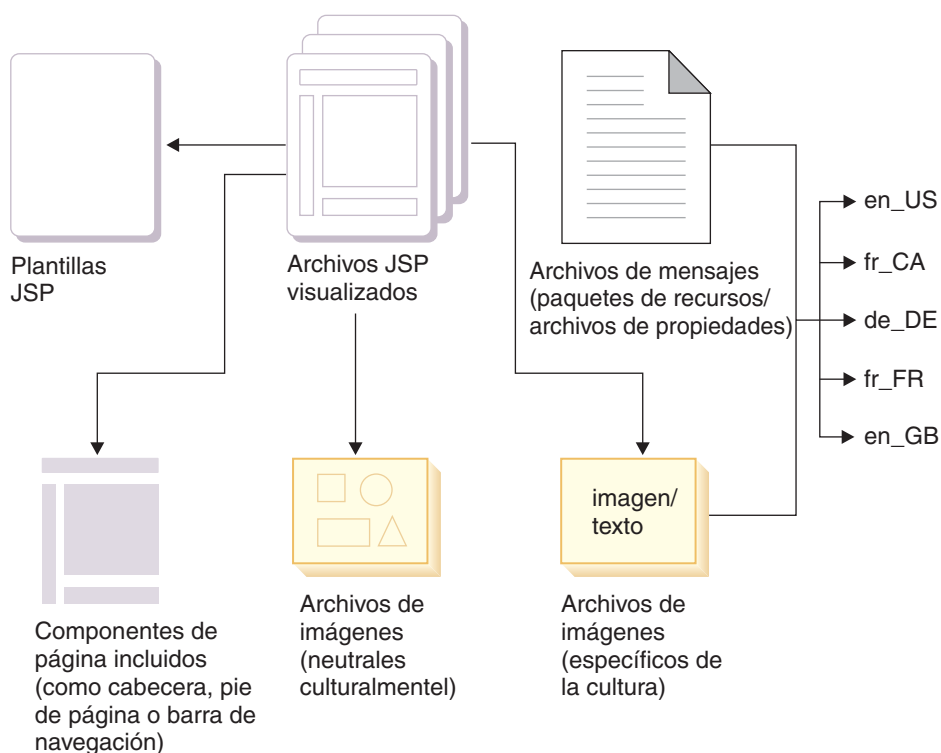 Plantillas
JSP
Archivos JSP
visualizados
Archivos de mensajes
(paquetes de recursos/
archivos de propiedades)
en_US
fr_CA
de_DE
fr_FR
en_GB
Componentes de
página incluidos
(como cabecera, pie
de página o barra de
navegación)
Archivos de
imágenes
(neutrales
culturalmentel)
imagen/
texto
Archivos de
imágenes
(específicos de
la cultura)